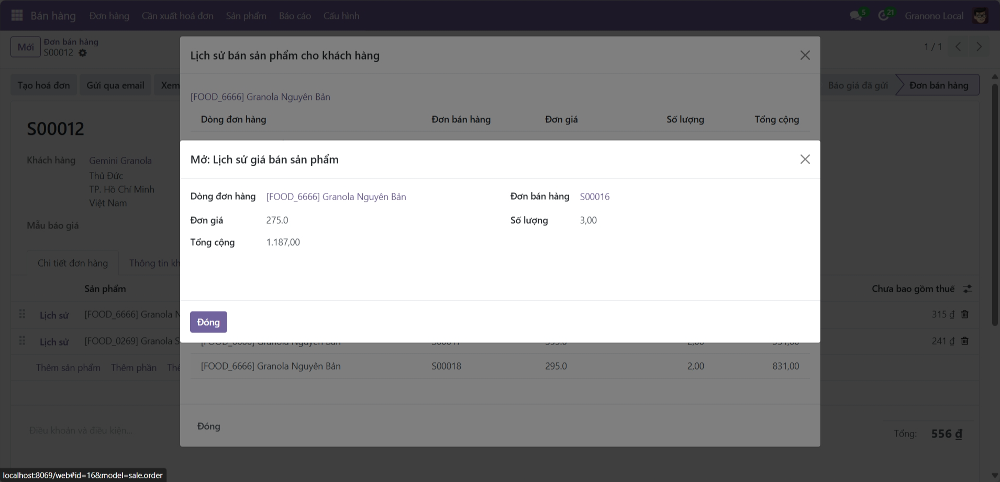 Bán hàng Đơn hàng Cần xuất hoá đơn Sản phẩm Báo cáo Cấu hình 5 21 Granono Local
Mới Đơn bán hàng
S00012
1 / 1
Tạo hoá đơn Gửi qua email Xem
Báo giá đã gửi Đơn bán hàng
S00012
Khách hàng Gemini Granola
Thủ Đức
TP. Hồ Chí Minh
Việt Nam
Mẫu báo giá
Chi tiết đơn hàng Thông tin kh
Sản phẩm Chưa bao gồm thuế
Lịch sử [FOOD_6666] Granola N 315 ₫
Lịch sử [FOOD_0269] Granola S 241 ₫
Thêm sản phẩm Thêm phần Thê
Điều khoản và điều kiện...
Tổng: 556 ₫
Lịch sử bán sản phẩm cho khách hàng
[FOOD_6666] Granola Nguyên Bản
Dòng đơn hàng Đơn bán hàng Đơn giá Số lượng Tổng cộng
Mở: Lịch sử giá bán sản phẩm
Dòng đơn hàng [FOOD_6666] Granola Nguyên Bản Đơn bán hàng S00016
Đơn giá 275.0 Số lượng 3,00
Tổng cộng 1.187,00
Đóng
[FOOD_6666] Granola Nguyên Bản S00018 295.0 2,00 831,00
Đóng
localhost:8069/web#id=16&model=sale.order